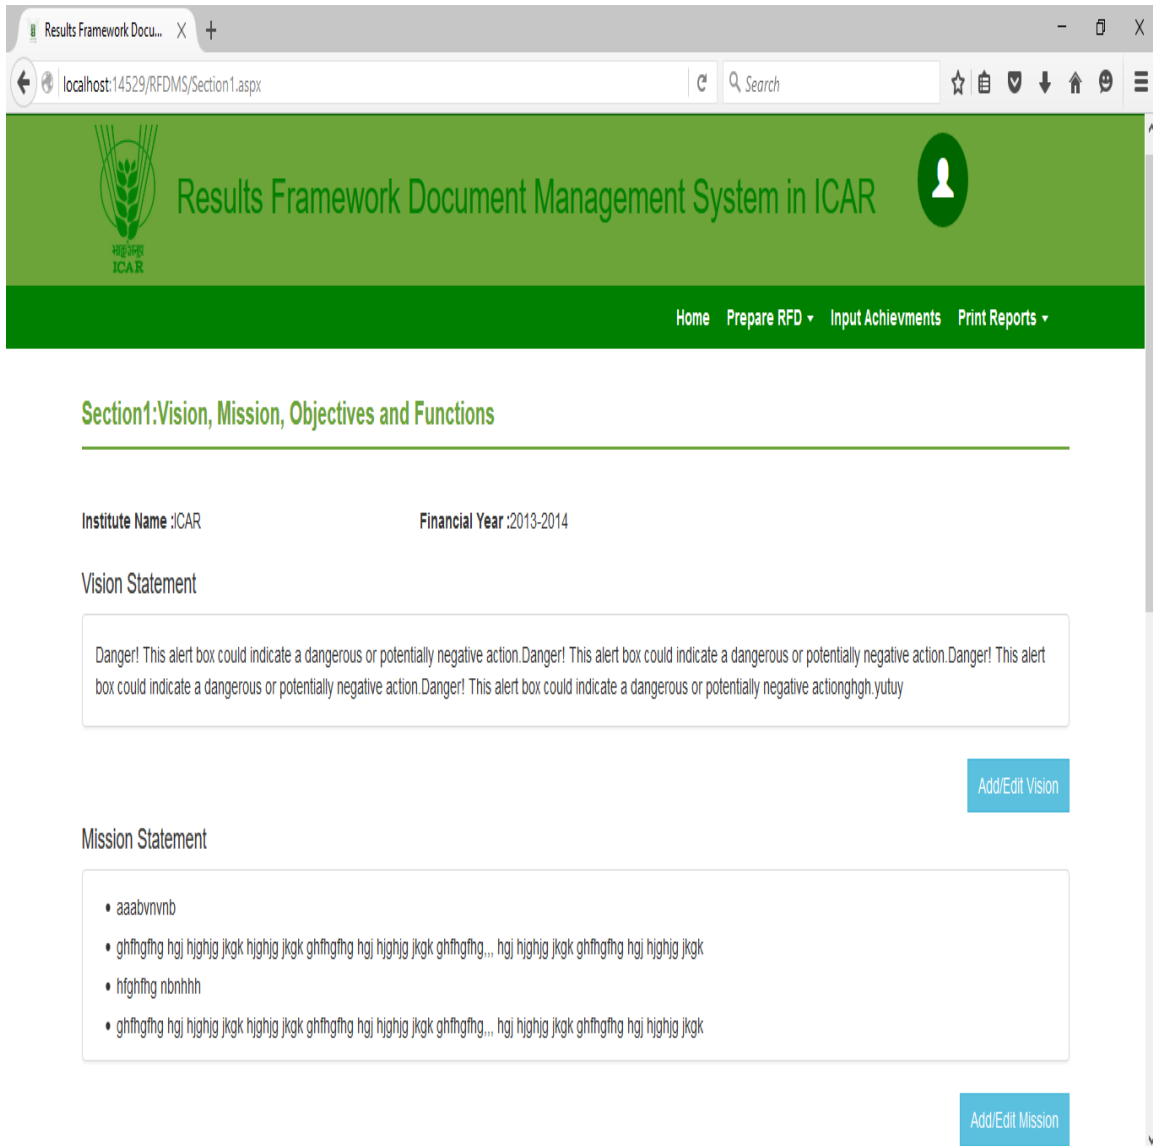 Results Framework Docu...
localhost:14529/RFDMS/Section1.aspx
Search
Results Framework Document Management System in ICAR
भाकृअनुप
ICAR
Home Prepare RFD Input Achievments Print Reports
Section1:Vision, Mission, Objectives and Functions
Institute Name :ICAR Financial Year :2013-2014
Vision Statement
Danger! This alert box could indicate a dangerous or potentially negative action.Danger! This alert box could indicate a dangerous or potentially negative action.Danger! This alert
box could indicate a dangerous or potentially negative action.Danger! This alert box could indicate a dangerous or potentially negative actionghgh.yutuy
Add/Edit Vision
Mission Statement
• aaabvnvnb
• ghfhgfhg hgj hjghjg jkgk hjghjg jkgk ghfhgfhg hgj hjghjg jkgk ghfhgfhg,,, hgj hjghjg jkgk ghfhgfhg hgj hjghjg jkgk
• hfghfhg nbnhhh
• ghfhgfhg hgj hjghjg jkgk hjghjg jkgk ghfhgfhg hgj hjghjg jkgk ghfhgfhg,,, hgj hjghjg jkgk ghfhgfhg hgj hjghjg jkgk
Add/Edit Mission